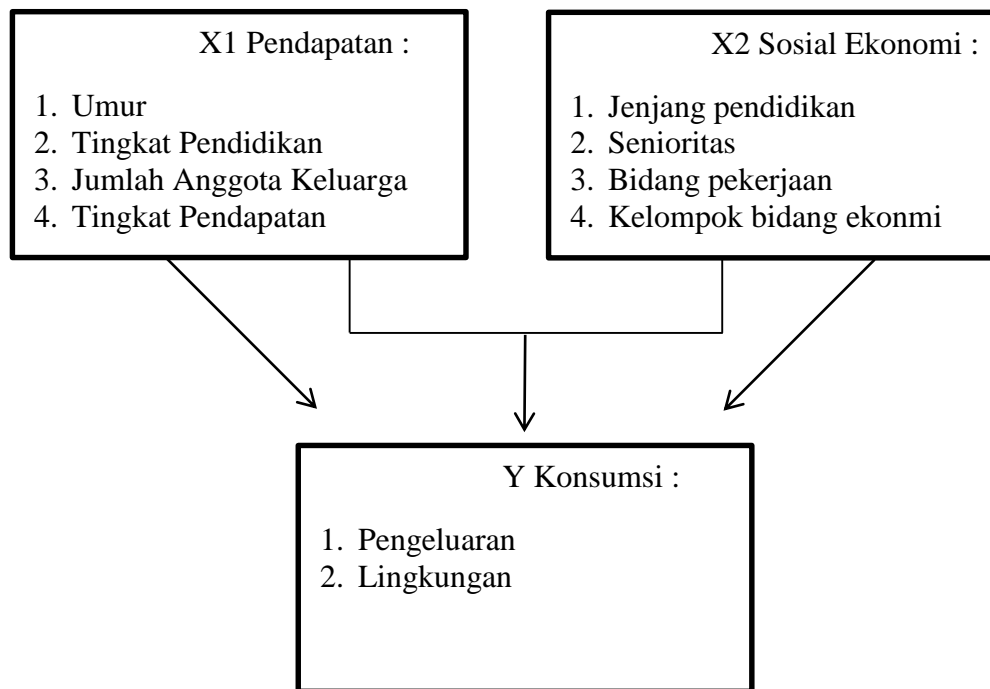 X1 Pendapatan :
1. Umur
2. Tingkat Pendidikan
3. Jumlah Anggota Keluarga
4. Tingkat Pendapatan
X2 Sosial Ekonomi :
1. Jenjang pendidikan
2. Senioritas
3. Bidang pekerjaan
4. Kelompok bidang ekonmi
Y Konsumsi :
1. Pengeluaran
2. Lingkungan